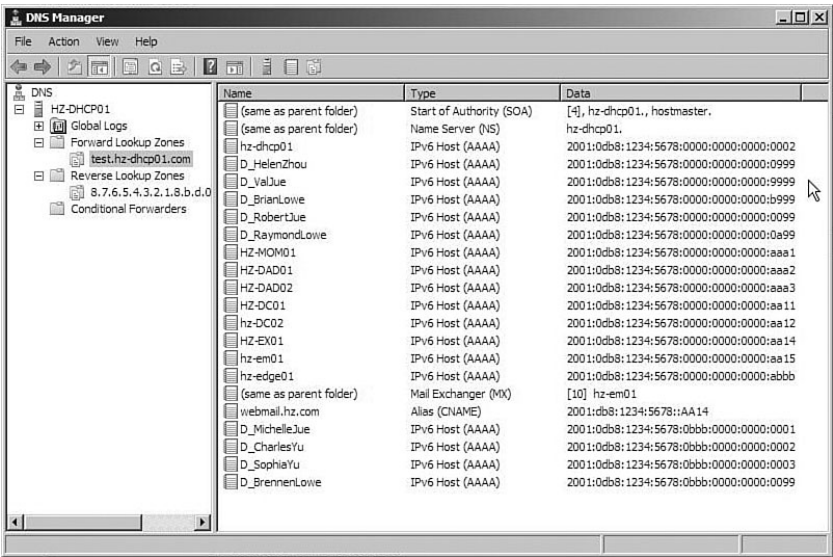 DNS Manager
File Action View Help
DNS
HZ-DHCP01
Global Logs
Forward Lookup Zones
test.hz-dhcp01.com
Reverse Lookup Zones
8.7.6.5.4.3.2.1.8.b.d.0
Conditional Forwarders
Name Type Data
(same as parent folder) Start of Authority (SOA) [4], hz-dhcp01., hostmaster.
(same as parent folder) Name Server (NS) hz-dhcp01.
hz-dhcp01 IPv6 Host (AAAA) 2001:0db8:1234:5678:0000:0000:0000:0002
D_HelenZhou IPv6 Host (AAAA) 2001:0db8:1234:5678:0000:0000:0000:0999
D_ValJue IPv6 Host (AAAA) 2001:0db8:1234:5678:0000:0000:0000:9999
D_BrianLowe IPv6 Host (AAAA) 2001:0db8:1234:5678:0000:0000:0000:b999
D_RobertJue IPv6 Host (AAAA) 2001:0db8:1234:5678:0000:0000:0000:0099
D_RaymondLowe IPv6 Host (AAAA) 2001:0db8:1234:5678:0000:0000:0000:0a99
HZ-MOM01 IPv6 Host (AAAA) 2001:0db8:1234:5678:0000:0000:0000:aaa1
HZ-DAD01 IPv6 Host (AAAA) 2001:0db8:1234:5678:0000:0000:0000:aaa2
HZ-DAD02 IPv6 Host (AAAA) 2001:0db8:1234:5678:0000:0000:0000:aaa3
HZ-DC01 IPv6 Host (AAAA) 2001:0db8:1234:5678:0000:0000:0000:aa11
hz-DC02 IPv6 Host (AAAA) 2001:0db8:1234:5678:0000:0000:0000:aa12
HZ-EX01 IPv6 Host (AAAA) 2001:0db8:1234:5678:0000:0000:0000:aa14
hz-em01 IPv6 Host (AAAA) 2001:0db8:1234:5678:0000:0000:0000:aa15
hz-edge01 IPv6 Host (AAAA) 2001:0db8:1234:5678:0000:0000:0000:abbb
(same as parent folder) Mail Exchanger (MX) [10] hz-em01
webmail.hz.com Alias (CNAME) 2001:db8:1234:5678::AA14
D_MichelleJue IPv6 Host (AAAA) 2001:0db8:1234:5678:0bbb:0000:0000:0001
D_CharlesYu IPv6 Host (AAAA) 2001:0db8:1234:5678:0bbb:0000:0000:0002
D_SophiaYu IPv6 Host (AAAA) 2001:0db8:1234:5678:0bbb:0000:0000:0003
D_BrennenLowe IPv6 Host (AAAA) 2001:0db8:1234:5678:0bbb:0000:0000:0099